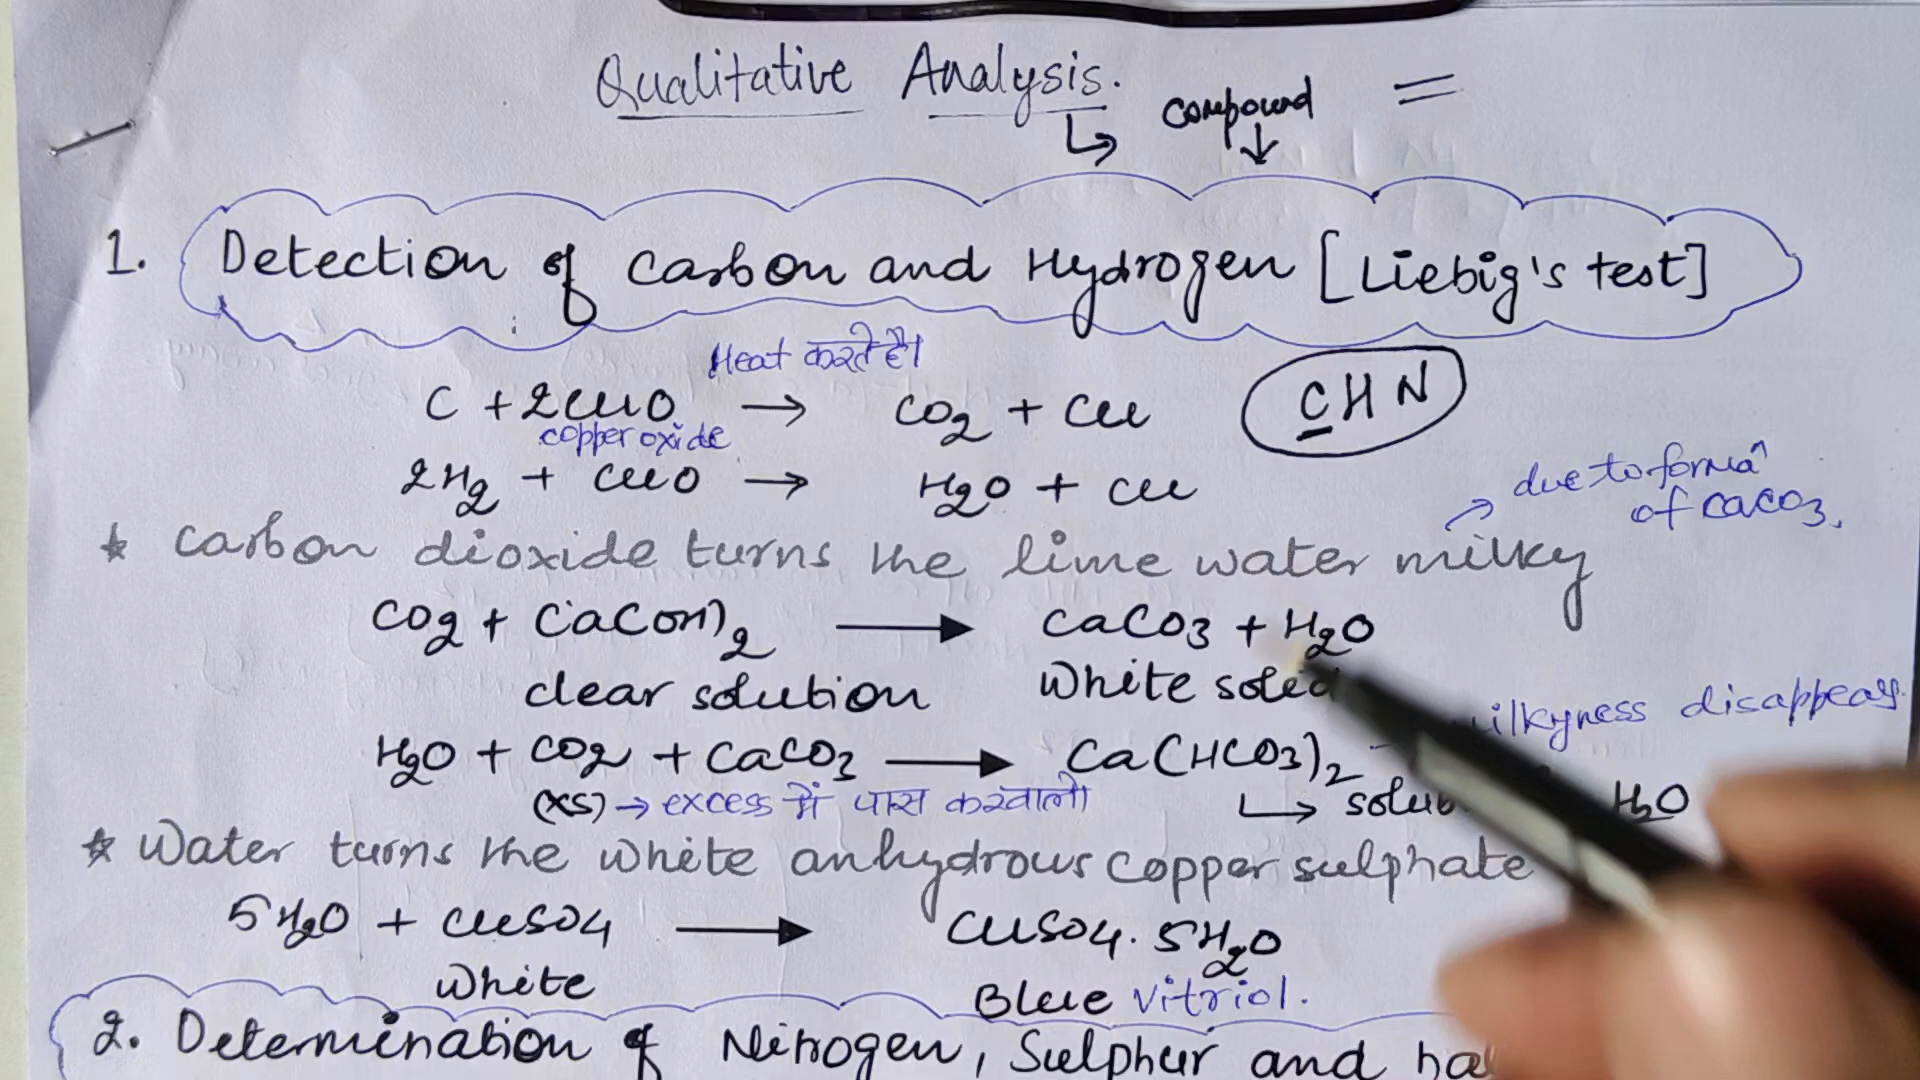 Qualitative Analysis.
↳ compound =
↓
1. Detection of carbon and Hydrogen [Liebig's test]
Heat करते है।
C + 2CuO → CO2 + Cu
CHN
copper oxide
2H2 + CuO → H2O + Cu
due to forma^n
of CaCO3.
* Carbon dioxide turns the lime water milky
CO2 + Ca(OH)2 → CaCO3 + H2O
clear solution White solid
milkyness disappears.
H2O + CO2 + CaCO3 → Ca(HCO3)2
(XS) → excess में पास करवालो
↳ H2O
* Water turns the white anhydrous copper sulphate
5H2O + CuSO4 → CuSO4. 5H2O
White Blue vitriol.
2. Determination of Nitrogen, Sulphur and